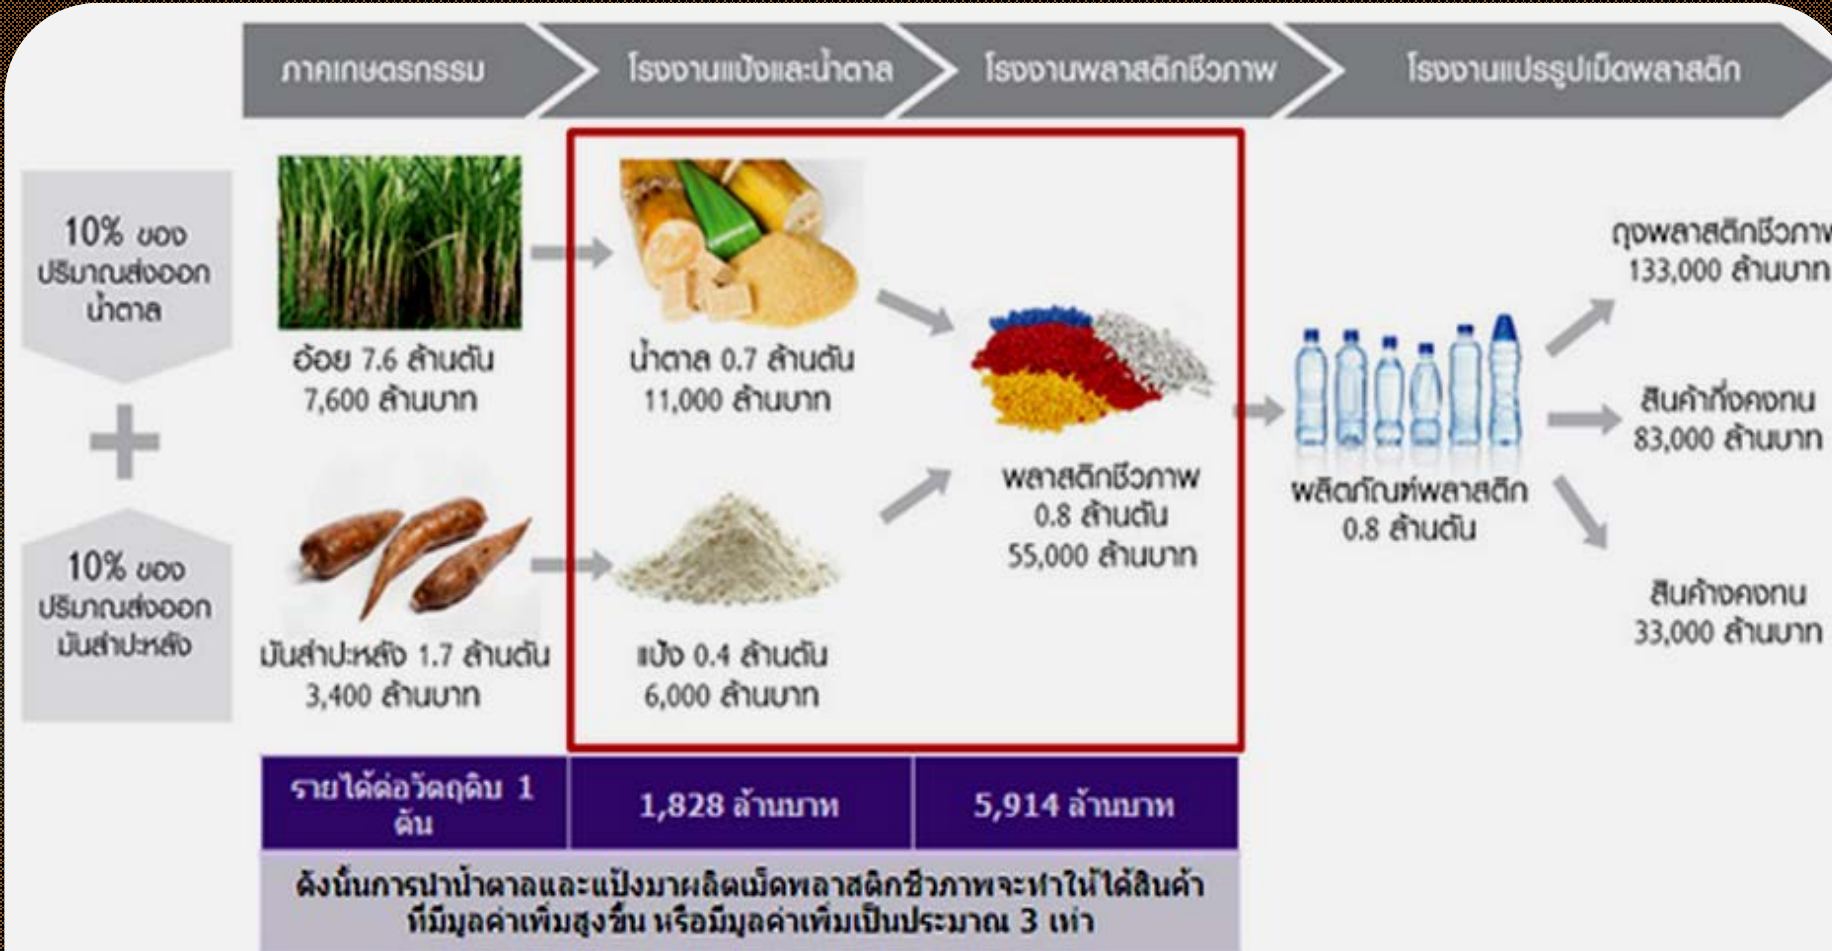 ภาคเกษตรกรรม
โรงงานแป้งและน้ำตาล
โรงงานพลาสติกชีวภาพ
โรงงานแปรรูปเม็ดพลาสติก
10% ของ
ปริมาณส่งออก
น้ำตาล
อ้อย 7.6 ล้านตัน
7,600 ล้านบาท
น้ำตาล 0.7 ล้านตัน
11,000 ล้านบาท
10% ของ
ปริมาณส่งออก
มันสำปะหลัง
มันสำปะหลัง 1.7 ล้านตัน
3,400 ล้านบาท
แป้ง 0.4 ล้านตัน
6,000 ล้านบาท
พลาสติกชีวภาพ
0.8 ล้านตัน
55,000 ล้านบาท
ผลิตภัณฑ์พลาสติก
0.8 ล้านตัน
ถุงพลาสติกชีวภาพ
133,000 ล้านบาท
สินค้ากึ่งคงทน
83,000 ล้านบาท
สินค้าคงทน
33,000 ล้านบาท
รายได้ต่อวัตถุดิบ 1
ตัน
1,828 ล้านบาท
5,914 ล้านบาท
ดังนั้นการนำน้ำตาลและแป้งมาผลิตเม็ดพลาสติกชีวภาพจะทำให้ได้สินค้า
ที่มีมูลค่าเพิ่มสูงขึ้น หรือมีมูลค่าเพิ่มเป็นประมาณ 3 เท่า